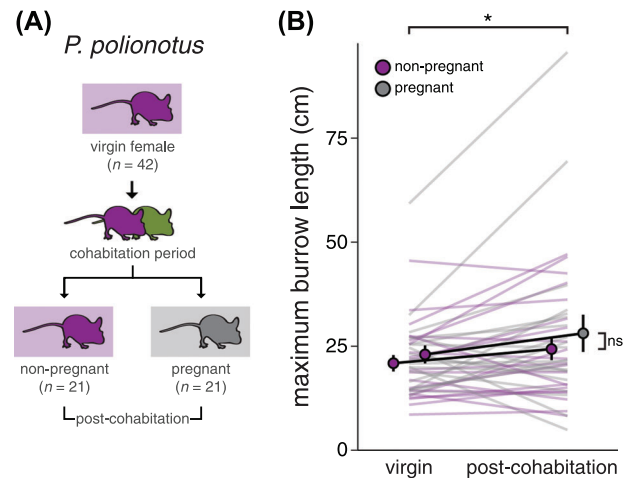 (A)
P. polionotus
virgin female
(n = 42)
cohabitation period
non-pregnant
(n = 21)
pregnant
(n = 21)
post-cohabitation
(B)
*
non-pregnant
pregnant
maximum burrow length (cm)
75
50
25
0
ns
virgin
post-cohabitation